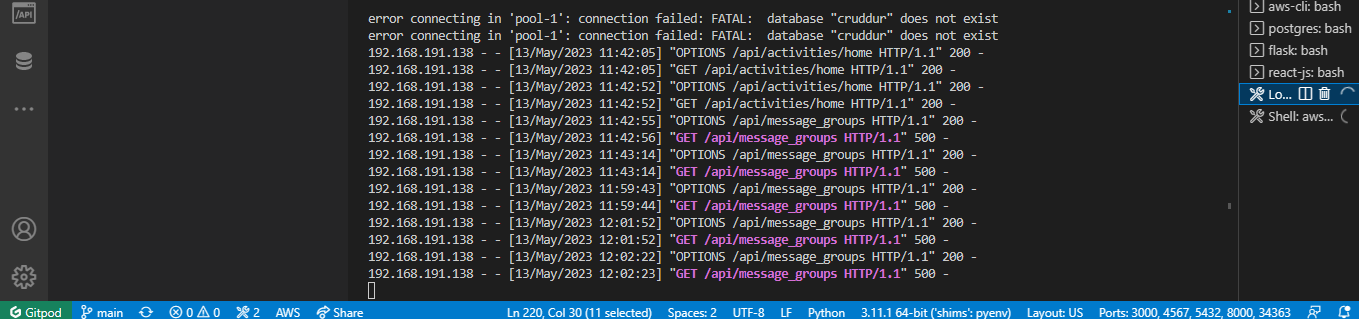 /API
error connecting in 'pool-1': connection failed: FATAL:  database "cruddur" does not exist
error connecting in 'pool-1': connection failed: FATAL:  database "cruddur" does not exist
192.168.191.138 - - [13/May/2023 11:42:05] "OPTIONS /api/activities/home HTTP/1.1" 200 -
192.168.191.138 - - [13/May/2023 11:42:05] "GET /api/activities/home HTTP/1.1" 200 -
192.168.191.138 - - [13/May/2023 11:42:52] "OPTIONS /api/activities/home HTTP/1.1" 200 -
192.168.191.138 - - [13/May/2023 11:42:52] "GET /api/activities/home HTTP/1.1" 200 -
192.168.191.138 - - [13/May/2023 11:42:55] "OPTIONS /api/message_groups HTTP/1.1" 200 -
192.168.191.138 - - [13/May/2023 11:42:56] "GET /api/message_groups HTTP/1.1" 500 -
192.168.191.138 - - [13/May/2023 11:43:14] "OPTIONS /api/message_groups HTTP/1.1" 200 -
192.168.191.138 - - [13/May/2023 11:43:14] "GET /api/message_groups HTTP/1.1" 500 -
192.168.191.138 - - [13/May/2023 11:59:43] "OPTIONS /api/message_groups HTTP/1.1" 200 -
192.168.191.138 - - [13/May/2023 11:59:44] "GET /api/message_groups HTTP/1.1" 500 -
192.168.191.138 - - [13/May/2023 12:01:52] "OPTIONS /api/message_groups HTTP/1.1" 200 -
192.168.191.138 - - [13/May/2023 12:01:52] "GET /api/message_groups HTTP/1.1" 500 -
192.168.191.138 - - [13/May/2023 12:02:22] "OPTIONS /api/message_groups HTTP/1.1" 200 -
192.168.191.138 - - [13/May/2023 12:02:23] "GET /api/message_groups HTTP/1.1" 500 -
aws-cli: bash
postgres: bash
flask: bash
react-js: bash
Lo...
Shell: aws...
Gitpod main 0 0 2 AWS Share Ln 220, Col 30 (11 selected) Spaces: 2 UTF-8 LF Python 3.11.1 64-bit ('shims': pyenv) Layout: US Ports: 3000, 4567, 5432, 8000, 34363